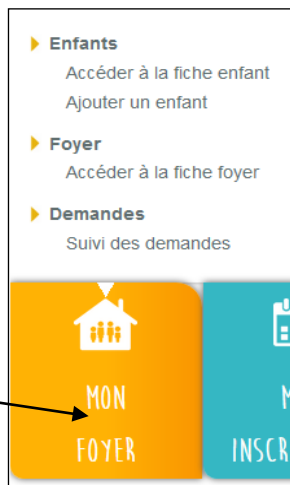 Enfants
Accéder à la fiche enfant
Ajouter un enfant
Foyer
Accéder à la fiche foyer
Demandes
Suivi des demandes
MON
FOYER